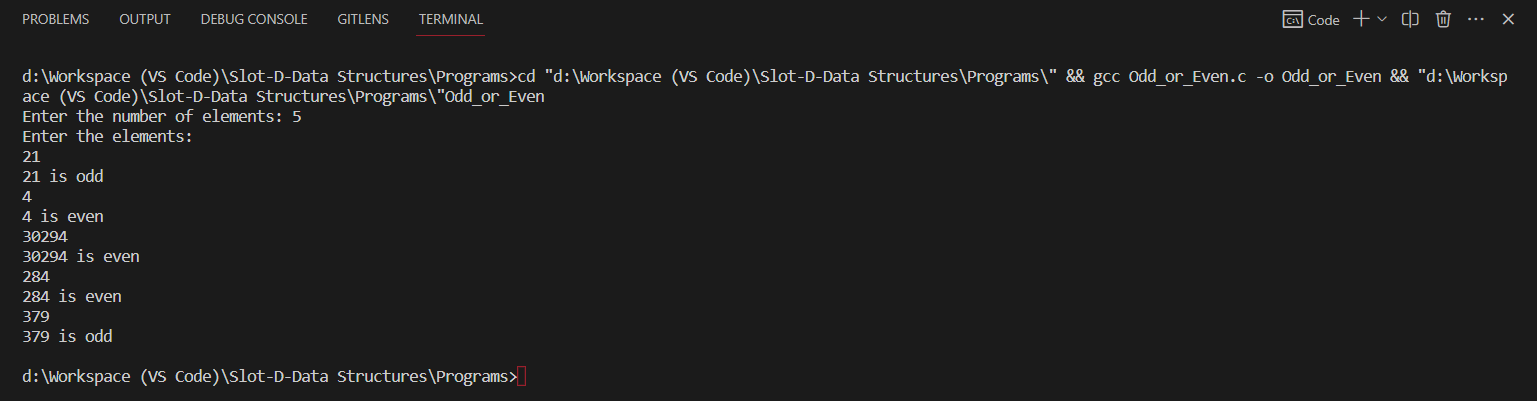 PROBLEMS OUTPUT DEBUG CONSOLE GITLENS TERMINAL Code
d:\Workspace (VS Code)\Slot-D-Data Structures\Programs>cd "d:\Workspace (VS Code)\Slot-D-Data Structures\Programs\" && gcc Odd_or_Even.c -o Odd_or_Even && "d:\Worksp
ace (VS Code)\Slot-D-Data Structures\Programs\"Odd_or_Even
Enter the number of elements: 5
Enter the elements:
21
21 is odd
4
4 is even
30294
30294 is even
284
284 is even
379
379 is odd
d:\Workspace (VS Code)\Slot-D-Data Structures\Programs>